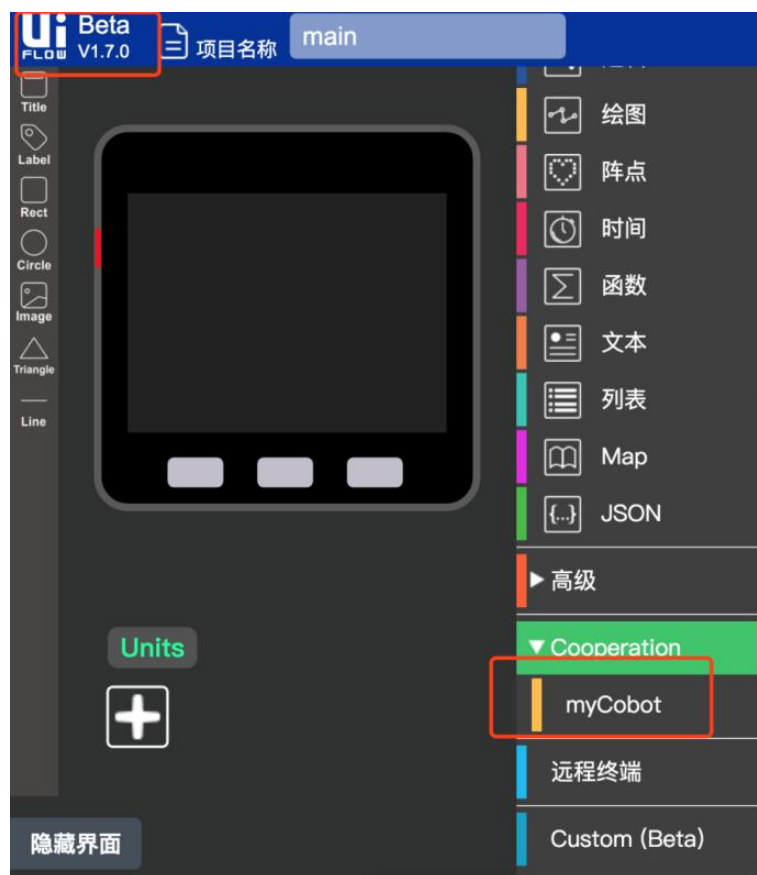 Ui Beta
FLOW V1.7.0
项目名称
main
Title
Label
Rect
Circle
Image
Triangle
Line
Units
隐藏界面
绘图
阵点
时间
函数
文本
列表
Map
{...} JSON
高级
Cooperation
myCobot
远程终端
Custom (Beta)